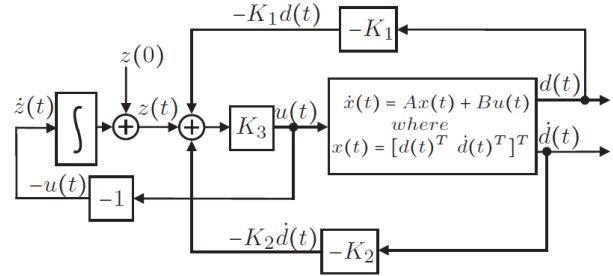 −K₁d(t)
−K₁
z(0)
d(t)
ż(t)
z(t)
u(t)
ẋ(t) = Ax(t) + Bu(t)
∫
+
+
K₃
where
ḋ(t)
x(t) = [d(t)ᵀ ḋ(t)ᵀ]ᵀ
−u(t)
−1
−K₂ḋ(t)
−K₂